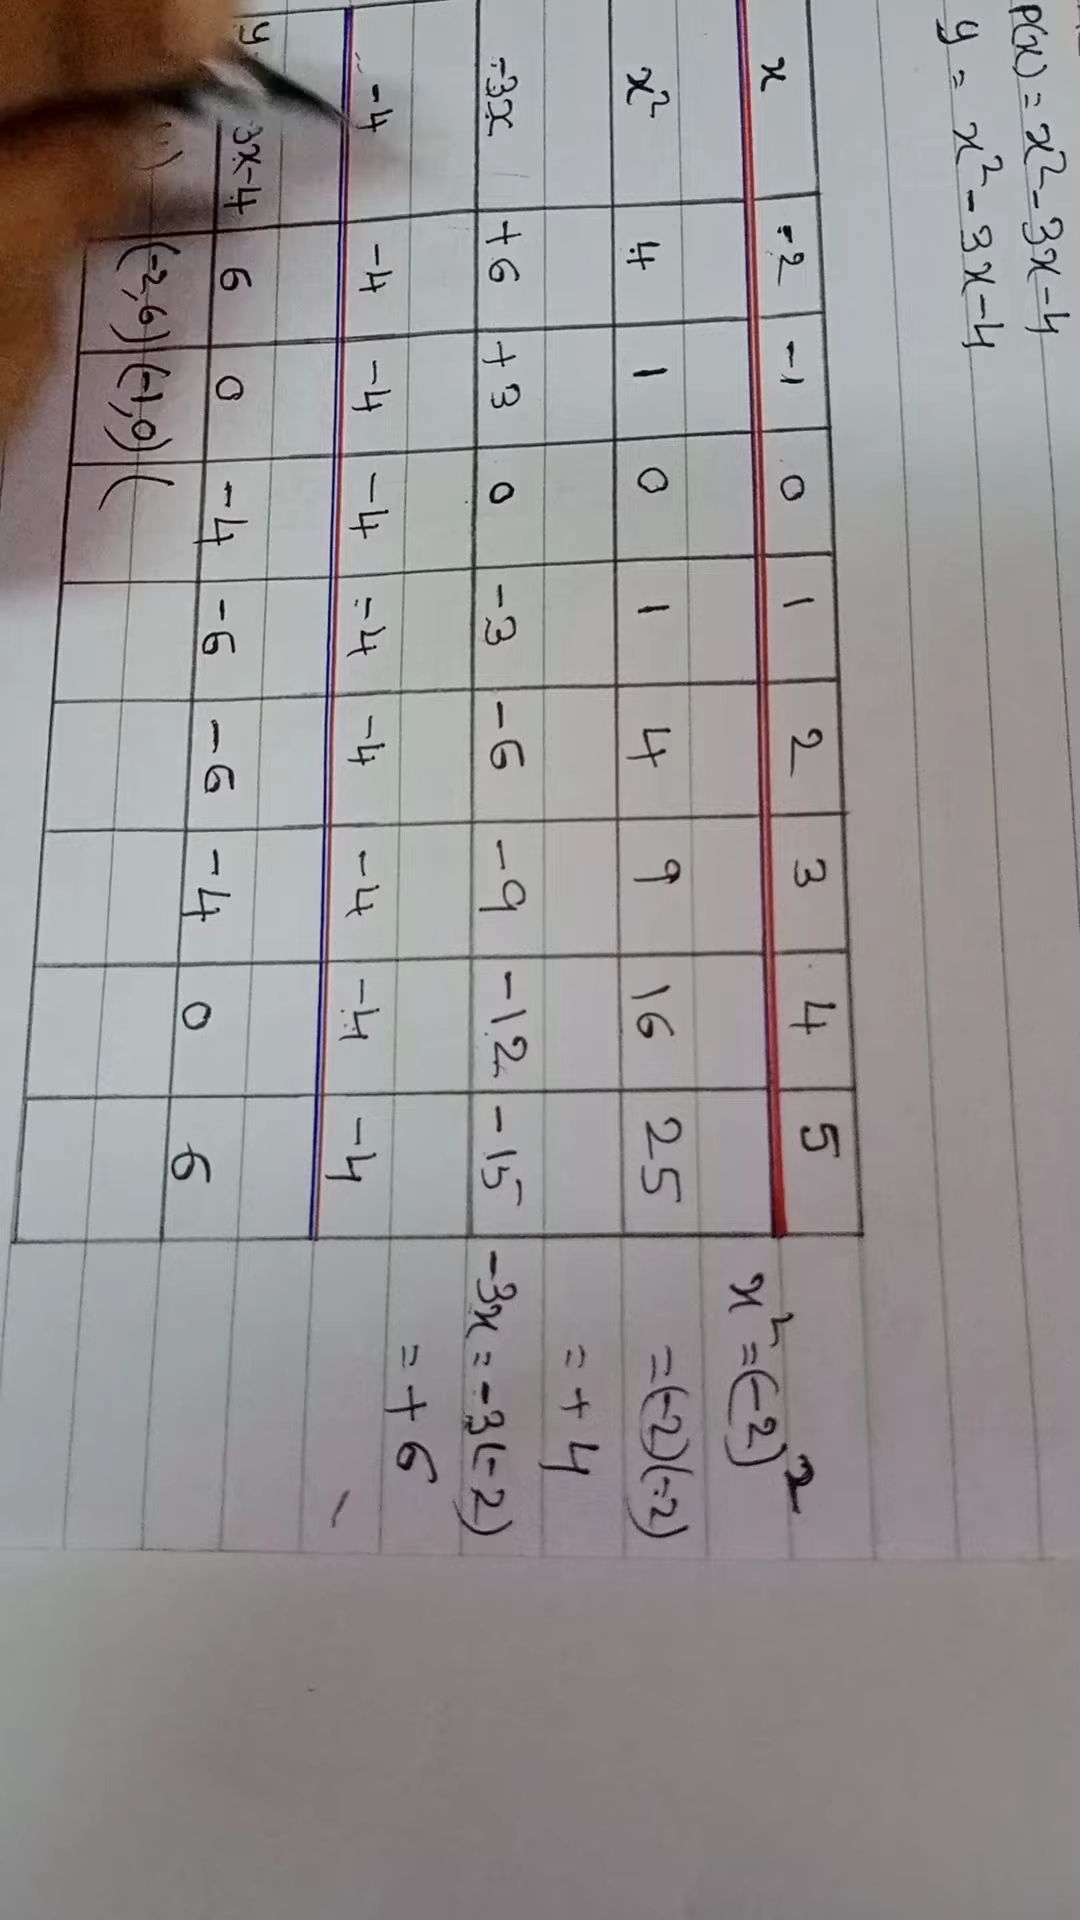 P(x) = x² - 3x - 4
y = x² - 3x - 4
x -2 -1 0 1 2 3 4 5
x² 4 1 0 1 4 9 16 25
-3x +6 +3 0 -3 -6 -9 -12 -15
-4 -4 -4 -4 -4 -4 -4 -4 -4
y 3x-4 6 0 -4 -6 -6 -4 0 6
(-2,6) (-1,0) (
x² = (-2)²
= (-2)(-2)
= +4
-3x = -3(-2)
= +6